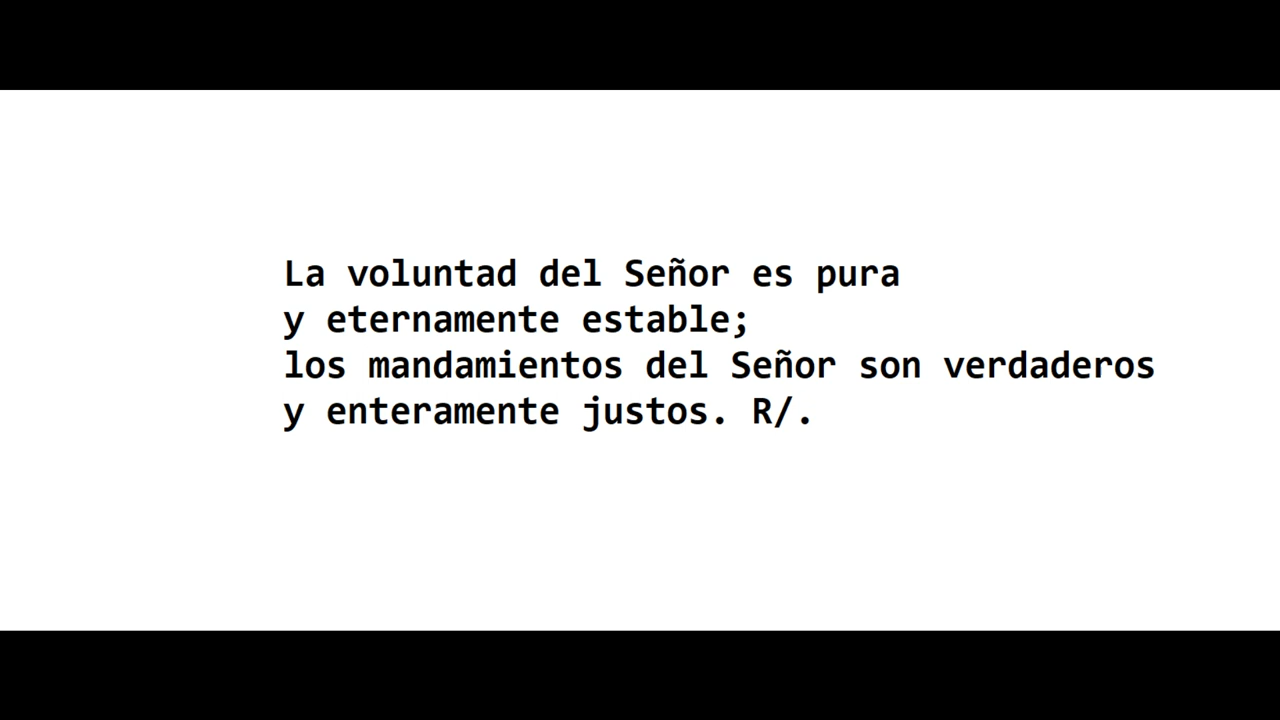 La voluntad del Señor es pura
y eternamente estable;
los mandamientos del Señor son verdaderos
y enteramente justos. R/.